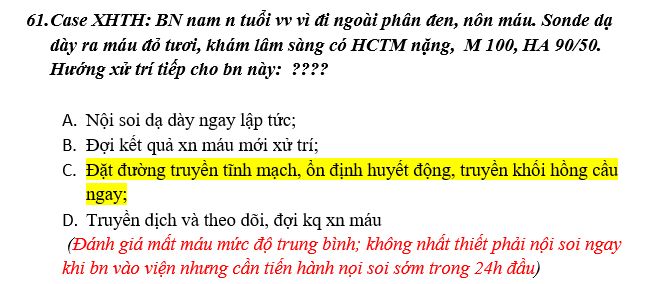 61.Case XHTH: BN nam n tuổi vv vì đi ngoài phân đen, nôn máu. Sonde dạ
dày ra máu đỏ tươi, khám lâm sàng có HCTM nặng, M 100, HA 90/50.
Hướng xử trí tiếp cho bn này: ????
A. Nội soi dạ dày ngay lập tức;
B. Đợi kết quả xn máu mới xử trí;
C. Đặt đường truyền tĩnh mạch, ổn định huyết động, truyền khối hồng cầu
ngay;
D. Truyền dịch và theo dõi, đợi kq xn máu
(Đánh giá mất máu mức độ trung bình; không nhất thiết phải nội soi ngay
khi bn vào viện nhưng cần tiến hành nọi soi sớm trong 24h đầu)